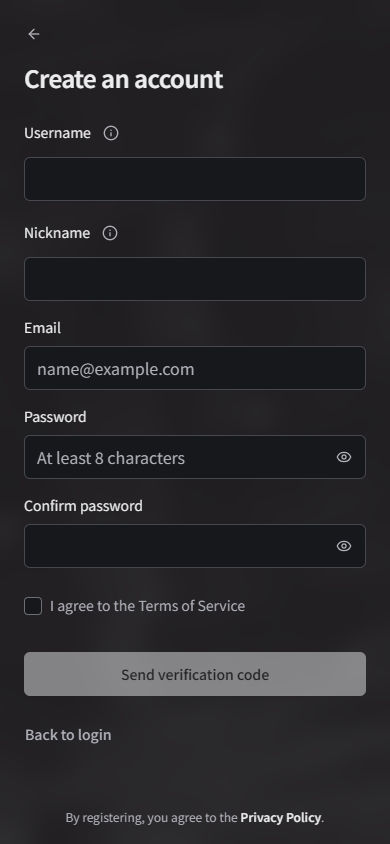 Create an account
Username
Nickname
Email
name@example.com
Password
At least 8 characters
Confirm password
I agree to the Terms of Service
Send verification code
Back to login
By registering, you agree to the Privacy Policy.